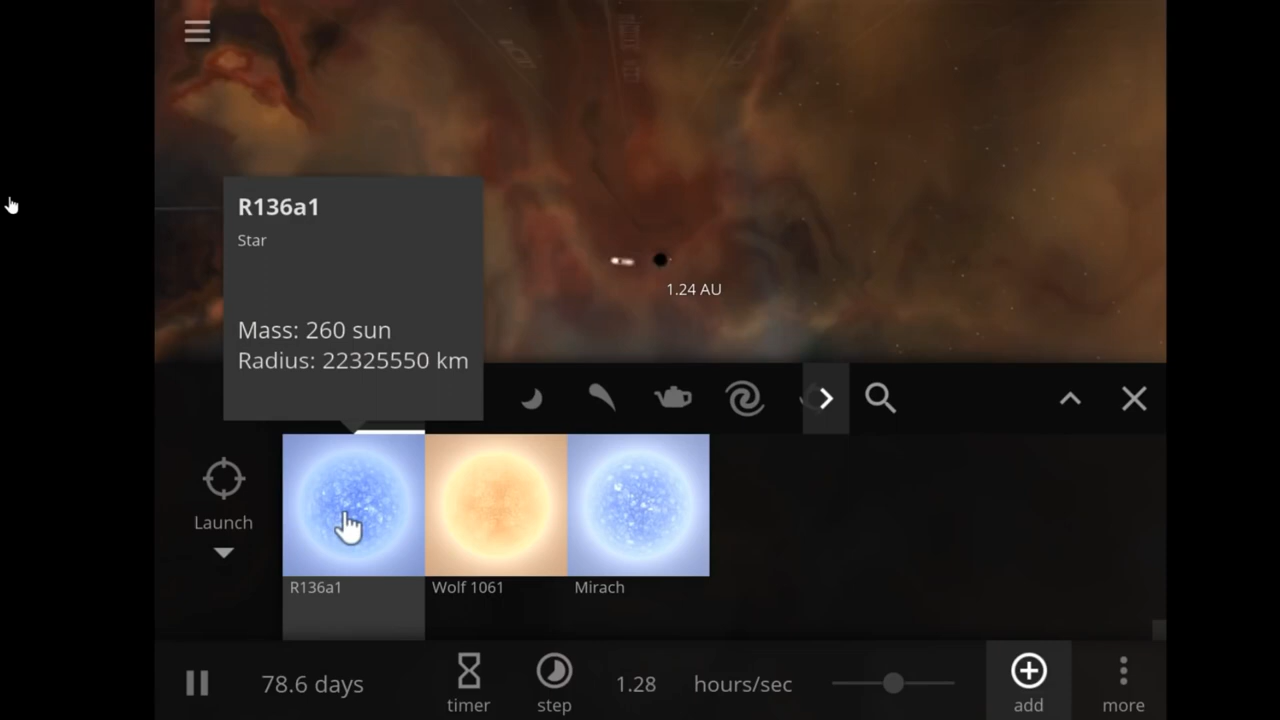 R136a1
Star
Mass: 260 sun
Radius: 22325550 km
1.24 AU
Launch
R136a1
Wolf 1061
Mirach
78.6 days
timer
step
1.28
hours/sec
add
more